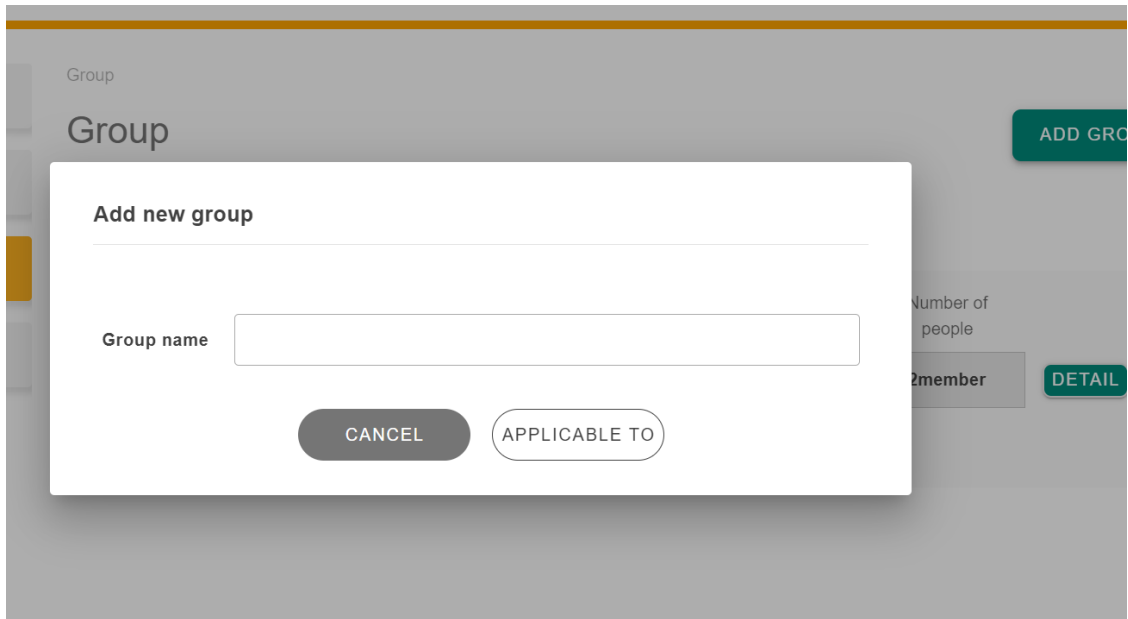 Group
Group
ADD GRO
Add new group
Number of
people
Group name
2member
DETAIL
CANCEL
APPLICABLE TO